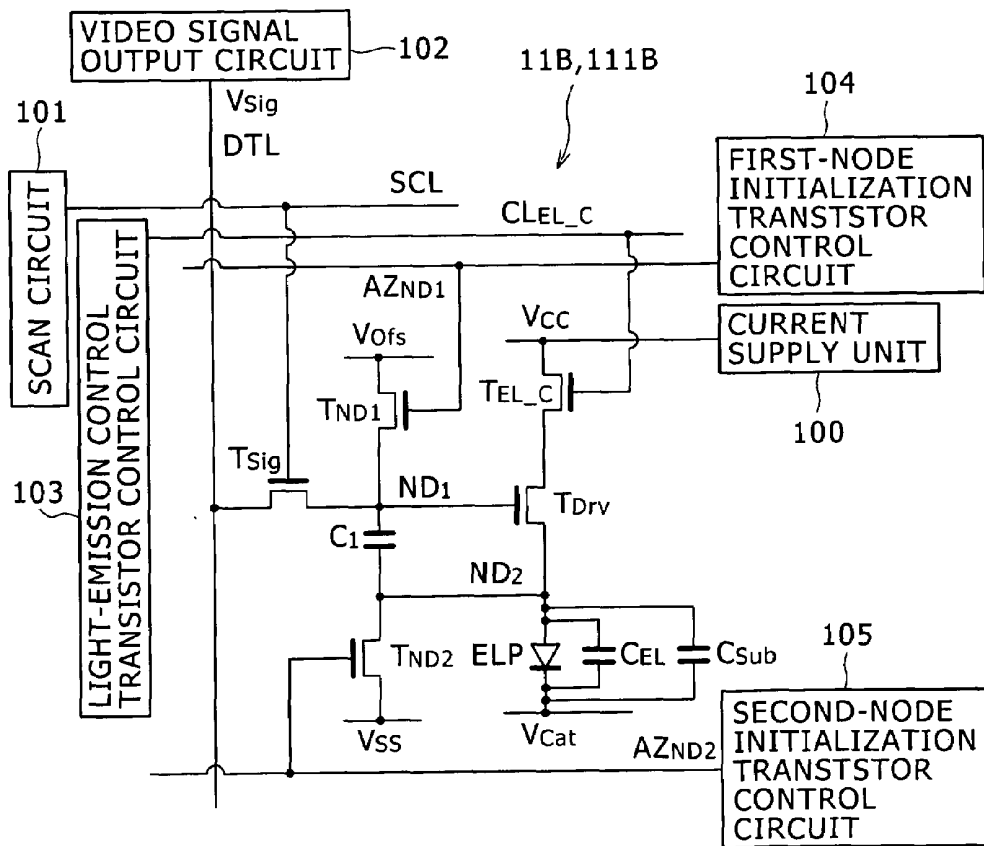 VIDEO SIGNAL
OUTPUT CIRCUIT
102
11B,111B
VSig
DTL
101
SCAN CIRCUIT
104
FIRST-NODE
INITIALIZATION
TRANSTSTOR
CONTROL
CIRCUIT
SCL
CLEL_C
AZND1
LIGHT-EMISSION CONTROL
TRANSISTOR CONTROL CIRCUIT
103
VOfs
VCC
CURRENT
SUPPLY UNIT
100
TND1
TEL_C
TSig
ND1
TDrv
C1
ND2
TND2
ELP
CEL
CSub
VSS
VCat
105
AZND2
SECOND-NODE
INITIALIZATION
TRANSTSTOR
CONTROL
CIRCUIT